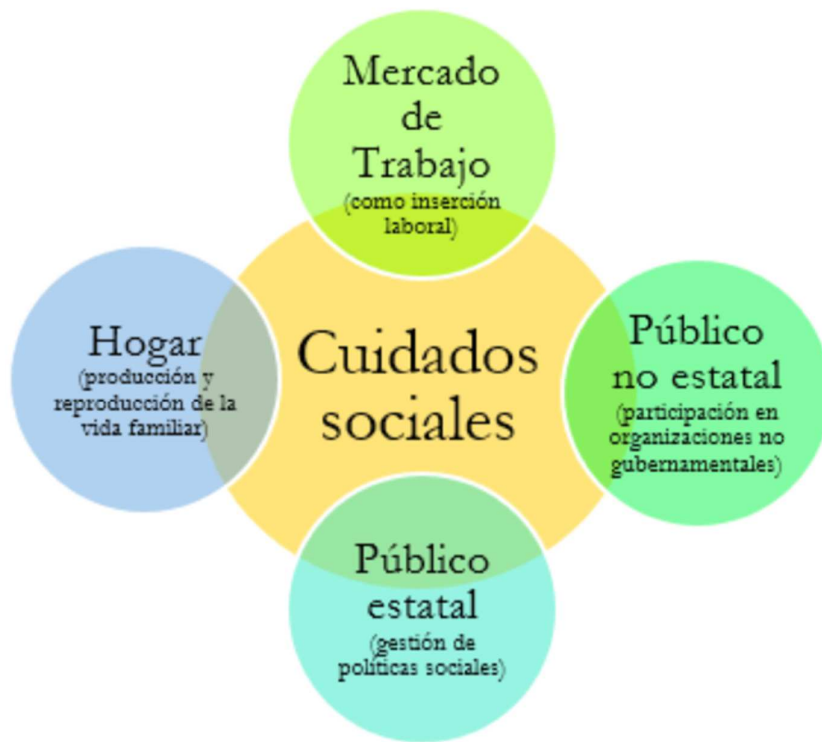 Mercado
de
Trabajo
(como inserción
laboral)
Hogar
(producción y
reproducción de la
vida familiar)
Cuidados
sociales
Público
no estatal
(participación en
organizaciones no
gubernamentales)
Público
estatal
(gestión de
políticas sociales)